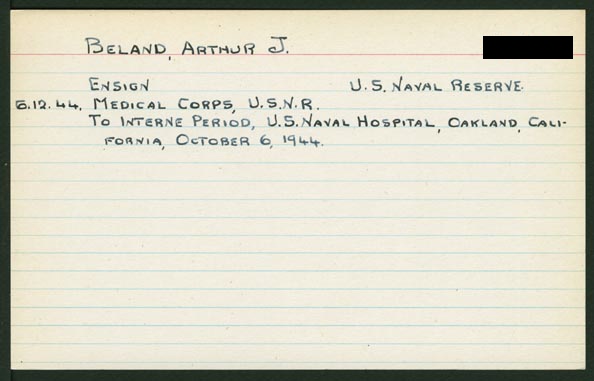 BELAND, ARTHUR J.
ENSIGN U.S. NAVAL RESERVE.
6.12.44. MEDICAL CORPS, U.S.N.R.
TO INTERNE PERIOD, U.S. NAVAL HOSPITAL, OAKLAND, CALI-
FORNIA, OCTOBER 6, 1944.